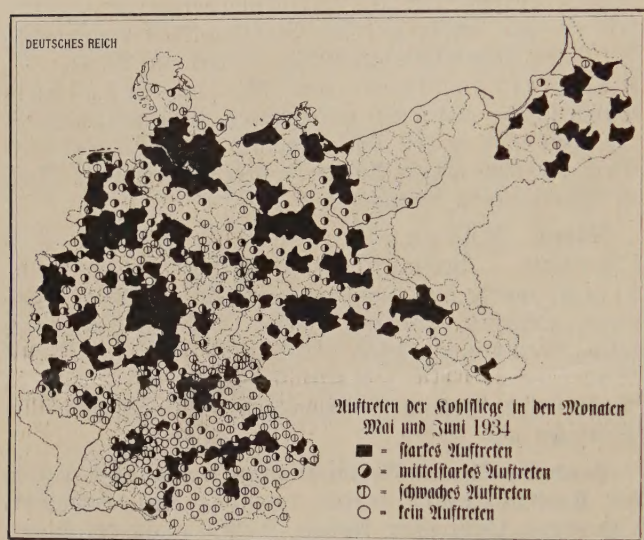 DEUTSCHES REICH
Auftreten der Kohlfliege in den Monaten
Mai und Juni 1934
= starkes Auftreten
= mittelstarkes Auftreten
= schwaches Auftreten
= kein Auftreten